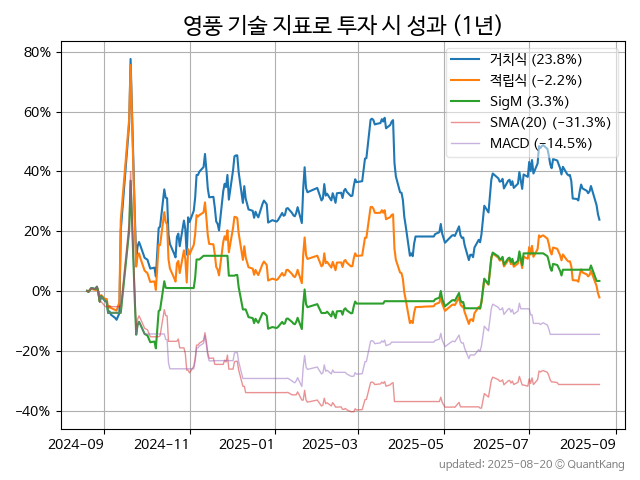 영풍 기술 지표로 투자 시 성과 (1년)
거치식 (23.8%)
적립식 (−2.2%)
SigM (3.3%)
SMA(20) (−31.3%)
MACD (−14.5%)
80%
60%
40%
20%
0%
−20%
−40%
2024-09 2024-11 2025-01 2025-03 2025-05 2025-07 2025-09
updated: 2025-08-20 © QuantKang